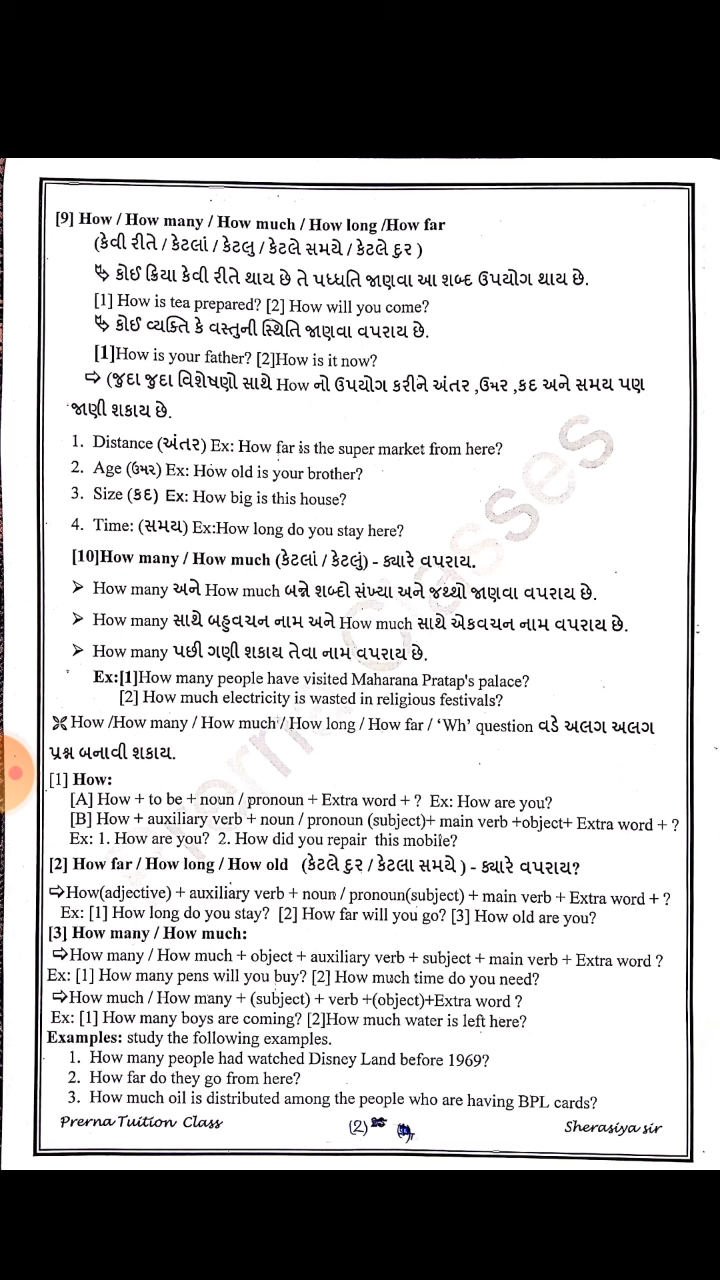 [9] How / How many / How much / How long /How far
(કેવી રીતે / કેટલાં / કેટલુ / કેટલે સમયે / કેટલે દુર )
કોઈ ક્રિયા કેવી રીતે થાય છે તે પધ્ધતિ જાણવા આ શબ્દ ઉપયોગ થાય છે.
[1] How is tea prepared? [2] How will you come?
કોઈ વ્યક્તિ કે વસ્તુની સ્થિતિ જાણવા વપરાય છે.
[1]How is your father? [2]How is it now?
⇨ (જુદા જુદા વિશેષણો સાથે How નો ઉપયોગ કરીને અંતર ,ઉમર ,કદ અને સમય પણ
જાણી શકાય છે.
1. Distance (અંતર) Ex: How far is the super market from here?
2. Age (ઉમર) Ex: How old is your brother?
3. Size (કદ) Ex: How big is this house?
4. Time: (સમય) Ex:How long do you stay here?
[10]How many / How much (કેટલાં / કેટલું) - ક્યારે વપરાય.
➢ How many અને How much બન્ને શબ્દો સંખ્યા અને જથ્થો જાણવા વપરાય છે.
➢ How many સાથે બહુવચન નામ અને How much સાથે એકવચન નામ વપરાય છે.
➢ How many પછી ગણી શકાય તેવા નામ વપરાય છે.
Ex:[1]How many people have visited Maharana Pratap's palace?
[2] How much electricity is wasted in religious festivals?
How /How many / How much / How long / How far / ‘Wh’ question વડે અલગ અલગ
પ્રશ્ન બનાવી શકાય.
[1] How:
[A] How + to be + noun / pronoun + Extra word + ? Ex: How are you?
[B] How + auxiliary verb + noun / pronoun (subject)+ main verb +object+ Extra word + ?
Ex: 1. How are you? 2. How did you repair this mobile?
[2] How far / How long / How old (કેટલે દુર / કેટલા સમયે ) - ક્યારે વપરાય?
⇨How(adjective) + auxiliary verb + noun / pronoun(subject) + main verb + Extra word + ?
Ex: [1] How long do you stay? [2] How far will you go? [3] How old are you?
[3] How many / How much:
⇨How many / How much + object + auxiliary verb + subject + main verb + Extra word ?
Ex: [1] How many pens will you buy? [2] How much time do you need?
⇨How much / How many + (subject) + verb +(object)+Extra word ?
Ex: [1] How many boys are coming? [2]How much water is left here?
Examples: study the following examples.
1. How many people had watched Disney Land before 1969?
2. How far do they go from here?
3. How much oil is distributed among the people who are having BPL cards?
Prerna Tuition Class (2) Sherasiya sir
Prerna Classes